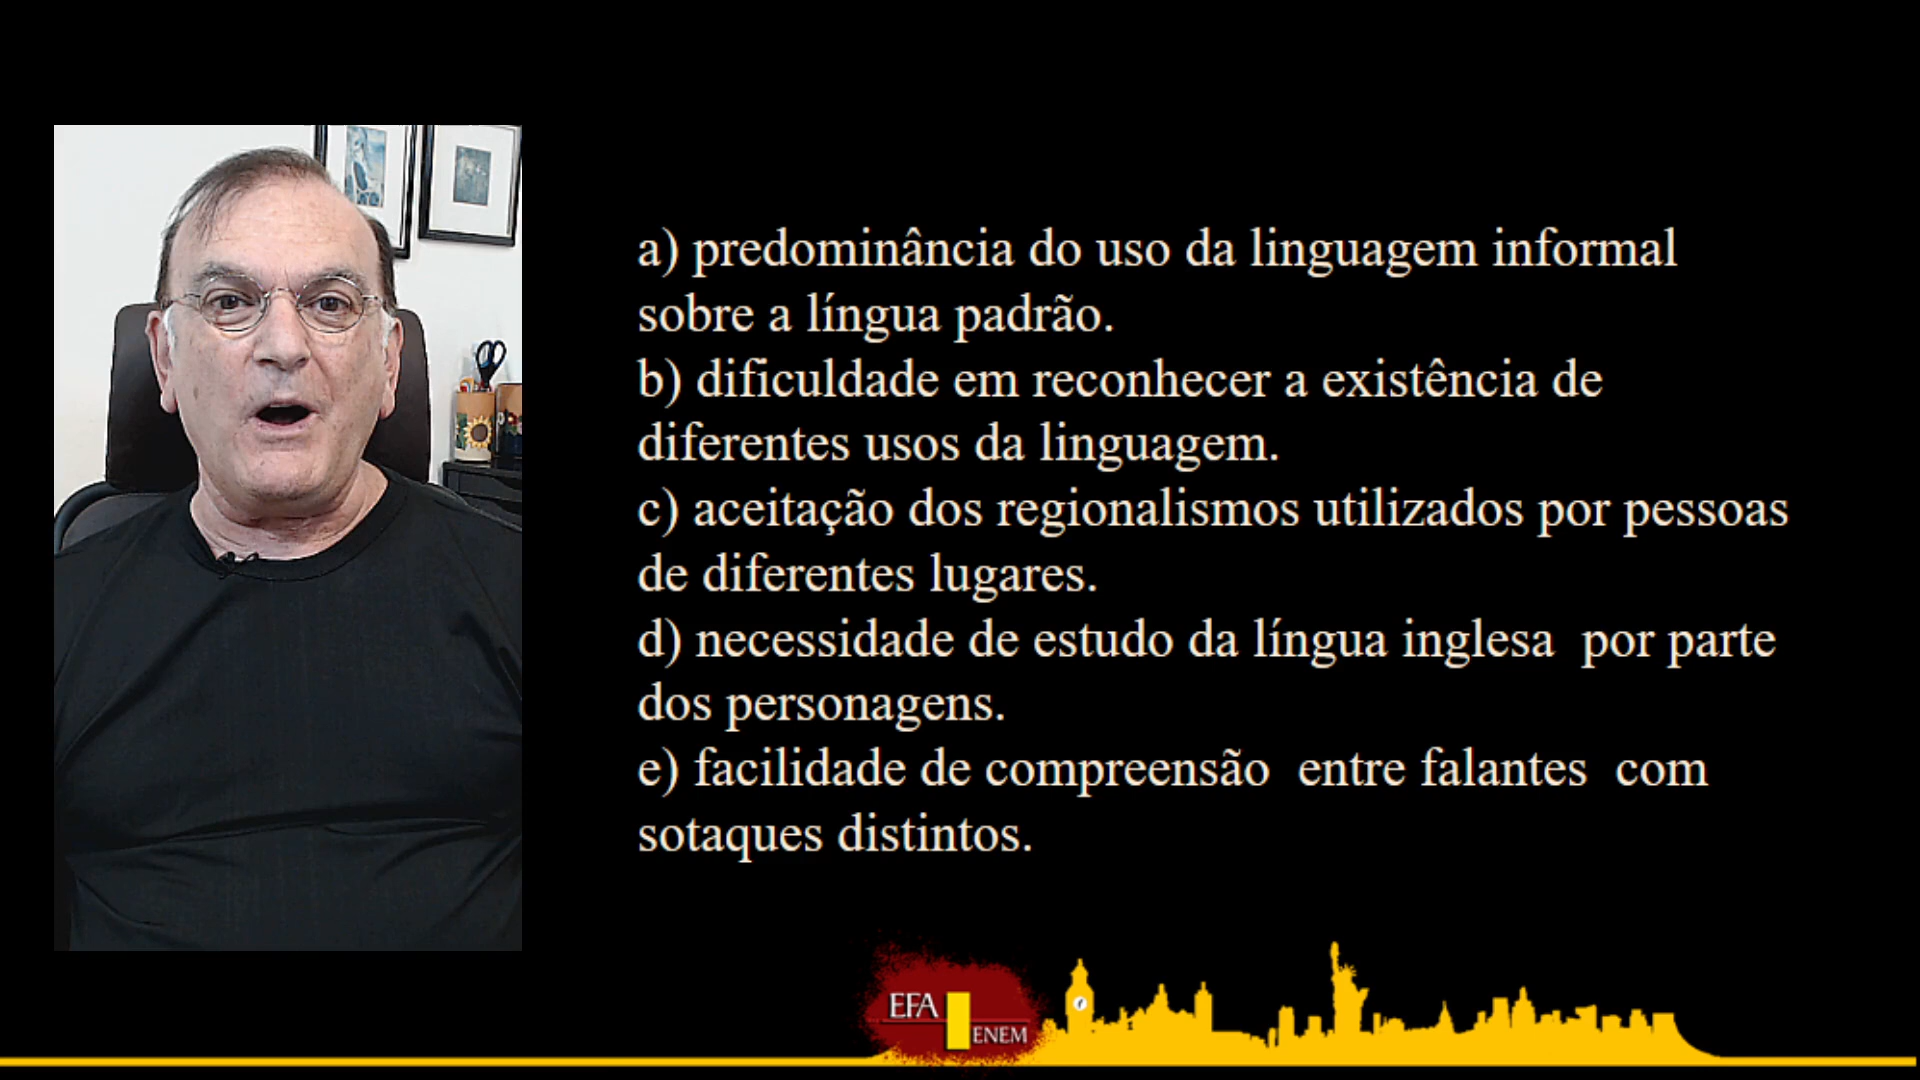 a) predominância do uso da linguagem informal
sobre a língua padrão.
b) dificuldade em reconhecer a existência de
diferentes usos da linguagem.
c) aceitação dos regionalismos utilizados por pessoas
de diferentes lugares.
d) necessidade de estudo da língua inglesa  por parte
dos personagens.
e) facilidade de compreensão  entre falantes  com
sotaques distintos.
EFA
ENEM